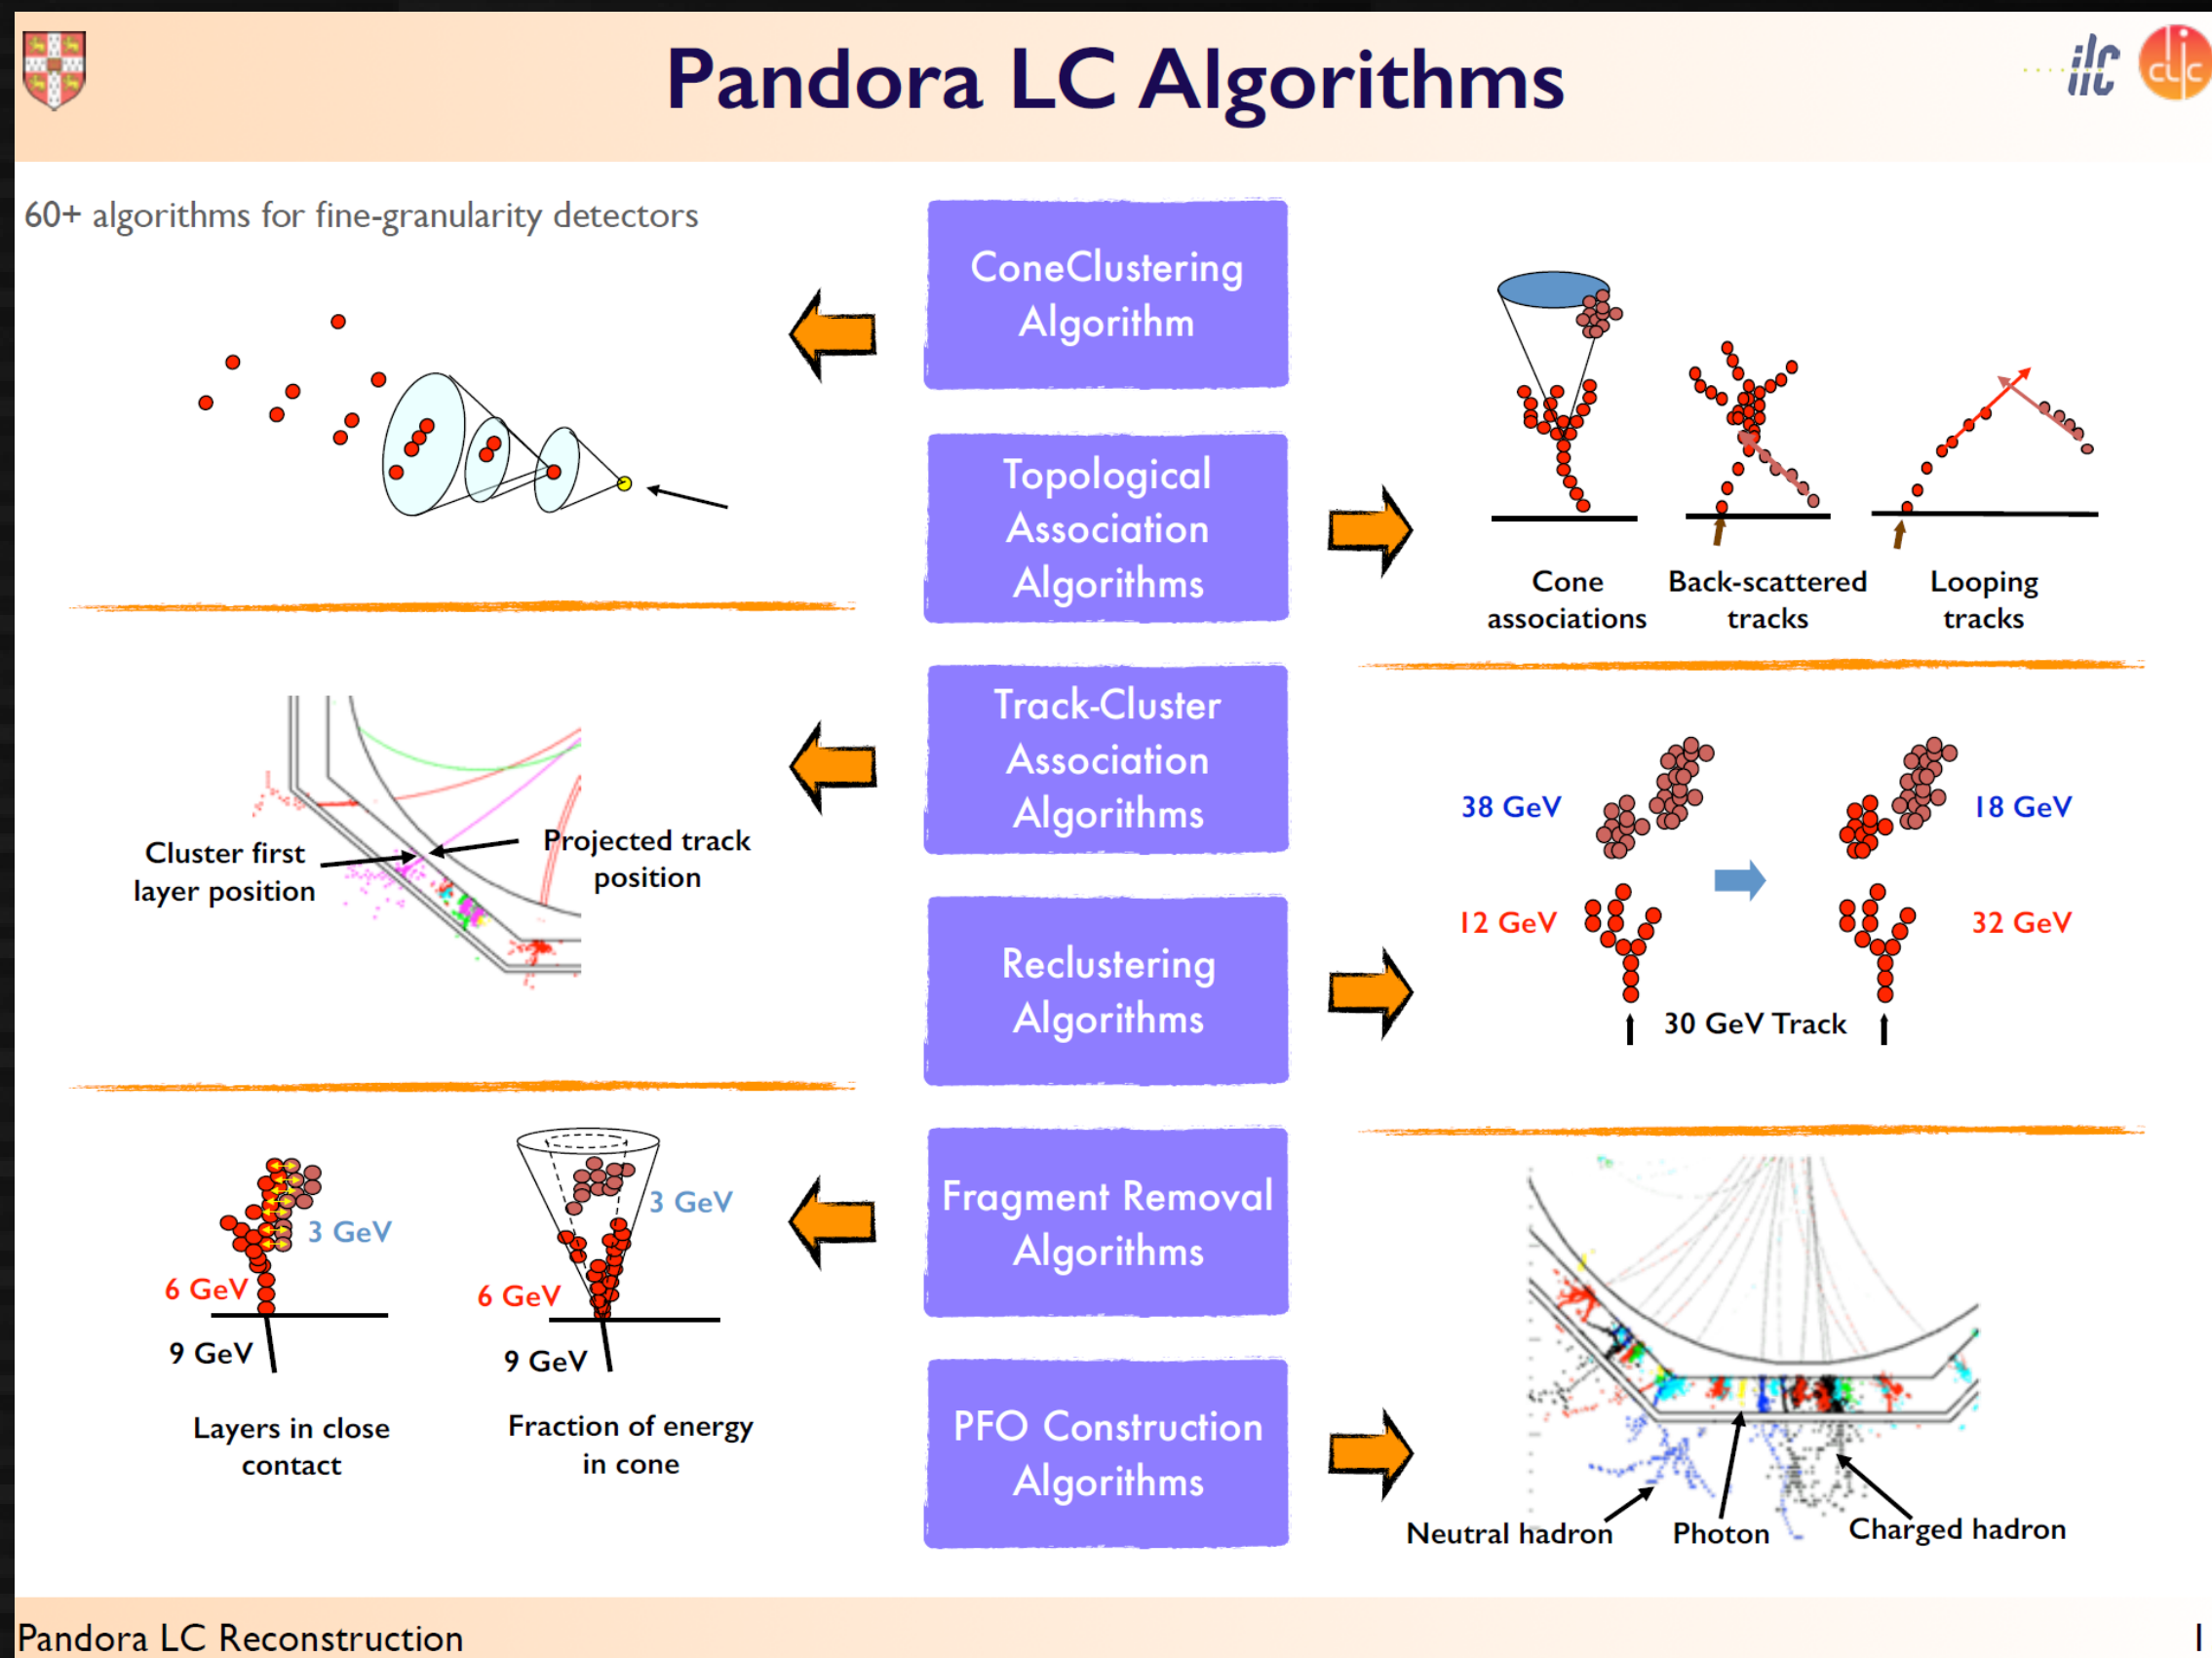 Pandora LC Algorithms
ilc
clic
60+ algorithms for fine-granularity detectors
ConeClustering
Algorithm
Topological
Association
Algorithms
Cone
associations
Back-scattered
tracks
Looping
tracks
Track-Cluster
Association
Algorithms
Cluster first
layer position
Projected track
position
Reclustering
Algorithms
38 GeV
18 GeV
12 GeV
32 GeV
30 GeV Track
Fragment Removal
Algorithms
3 GeV
6 GeV
9 GeV
Layers in close
contact
3 GeV
6 GeV
9 GeV
Fraction of energy
in cone
PFO Construction
Algorithms
Neutral hadron
Photon
Charged hadron
Pandora LC Reconstruction
1